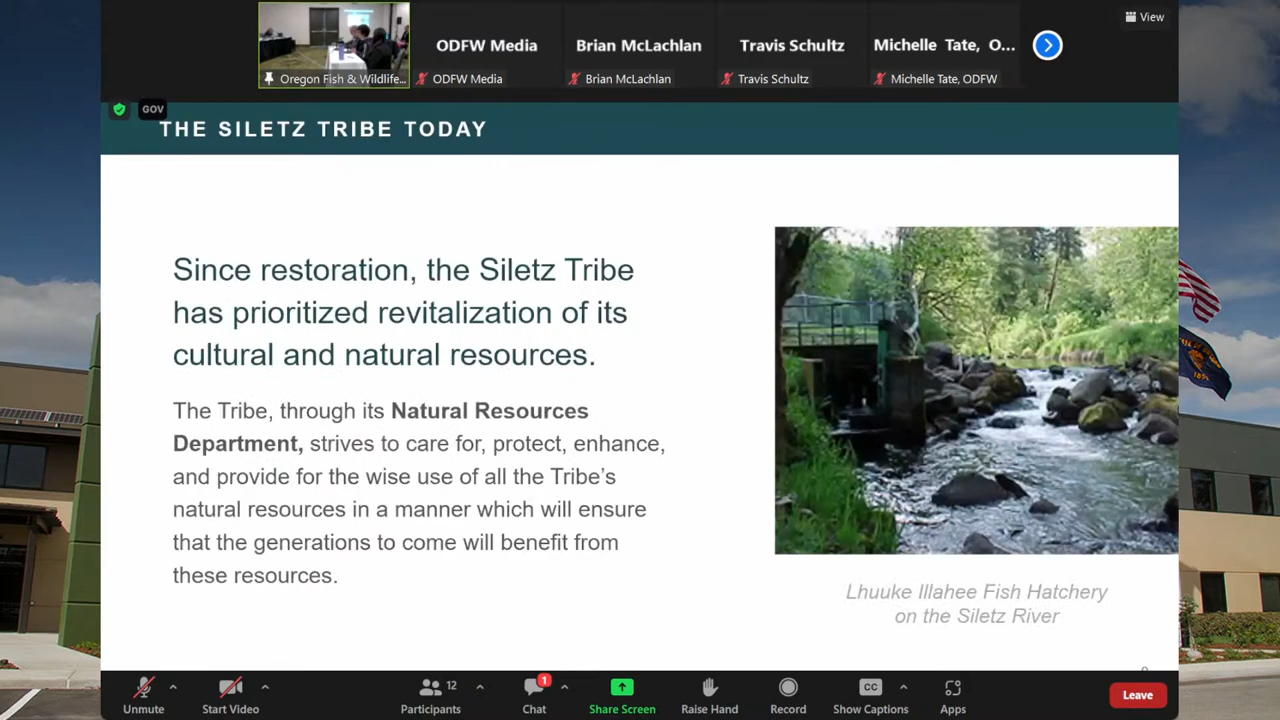 View
ODFW Media
Brian McLachlan
Travis Schultz
Michelle Tate, O...
Oregon Fish & Wildlife...
ODFW Media
Brian McLachlan
Travis Schultz
Michelle Tate, ODFW
GOV
THE SILETZ TRIBE TODAY
Since restoration, the Siletz Tribe
has prioritized revitalization of its
cultural and natural resources.
The Tribe, through its Natural Resources
Department, strives to care for, protect, enhance,
and provide for the wise use of all the Tribe's
natural resources in a manner which will ensure
that the generations to come will benefit from
these resources.
Lhuuke Illahee Fish Hatchery
on the Siletz River
Unmute
Start Video
12
Participants
1
Chat
Share Screen
Raise Hand
Record
CC
Show Captions
Apps
Leave